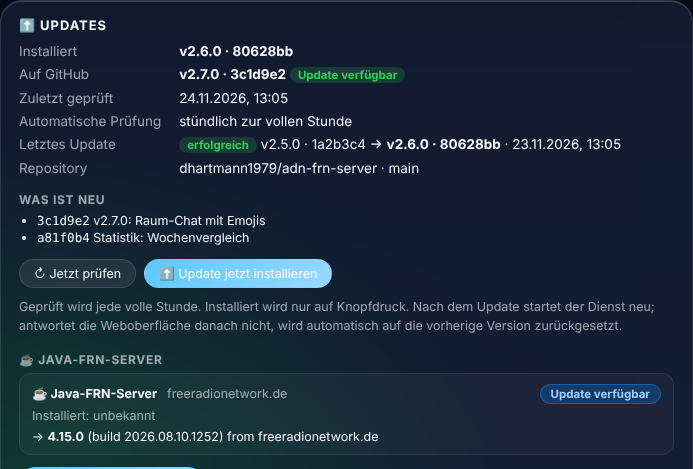 ⬆️ UPDATES
Installiert v2.6.0 · 80628bb
Auf GitHub v2.7.0 · 3c1d9e2 Update verfügbar
Zuletzt geprüft 24.11.2026, 13:05
Automatische Prüfung stündlich zur vollen Stunde
Letztes Update erfolgreich v2.5.0 · 1a2b3c4 → v2.6.0 · 80628bb · 23.11.2026, 13:05
Repository dhartmann1979/adn-frn-server · main
WAS IST NEU
• 3c1d9e2 v2.7.0: Raum-Chat mit Emojis
• a81f0b4 Statistik: Wochenvergleich
↻ Jetzt prüfen ⬆️ Update jetzt installieren
Geprüft wird jede volle Stunde. Installiert wird nur auf Knopfdruck. Nach dem Update startet der Dienst neu;
antwortet die Weboberfläche danach nicht, wird automatisch auf die vorherige Version zurückgesetzt.
☕ JAVA-FRN-SERVER
☕ Java-FRN-Server freeradionetwork.de Update verfügbar
Installiert: unbekannt
→ 4.15.0 (build 2026.08.10.1252) from freeradionetwork.de